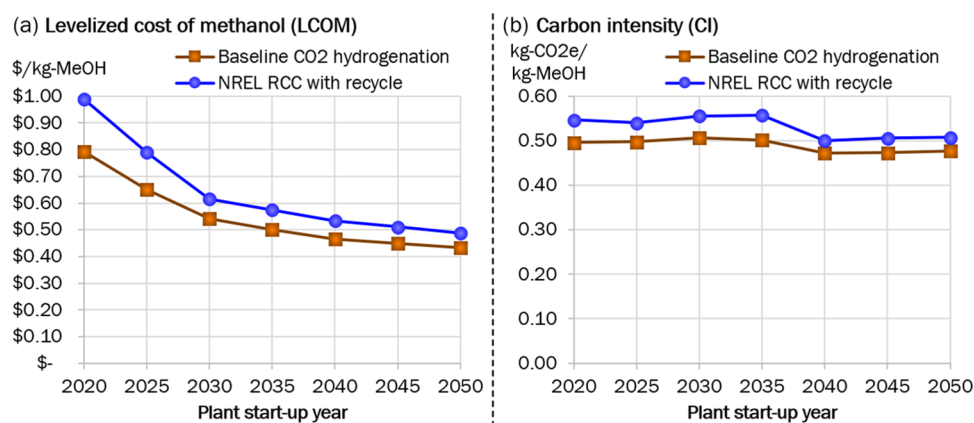 (a) Levelized cost of methanol (LCOM)
$/kg-MeOH
Baseline CO2 hydrogenation
NREL RCC with recycle
$1.00
$0.90
$0.80
$0.70
$0.60
$0.50
$0.40
$0.30
$0.20
$0.10
$-
2020 2025 2030 2035 2040 2045 2050
Plant start-up year
(b) Carbon intensity (CI)
kg-CO2e/
kg-MeOH
Baseline CO2 hydrogenation
NREL RCC with recycle
0.60
0.50
0.40
0.30
0.20
0.10
0.00
2020 2025 2030 2035 2040 2045 2050
Plant start-up year